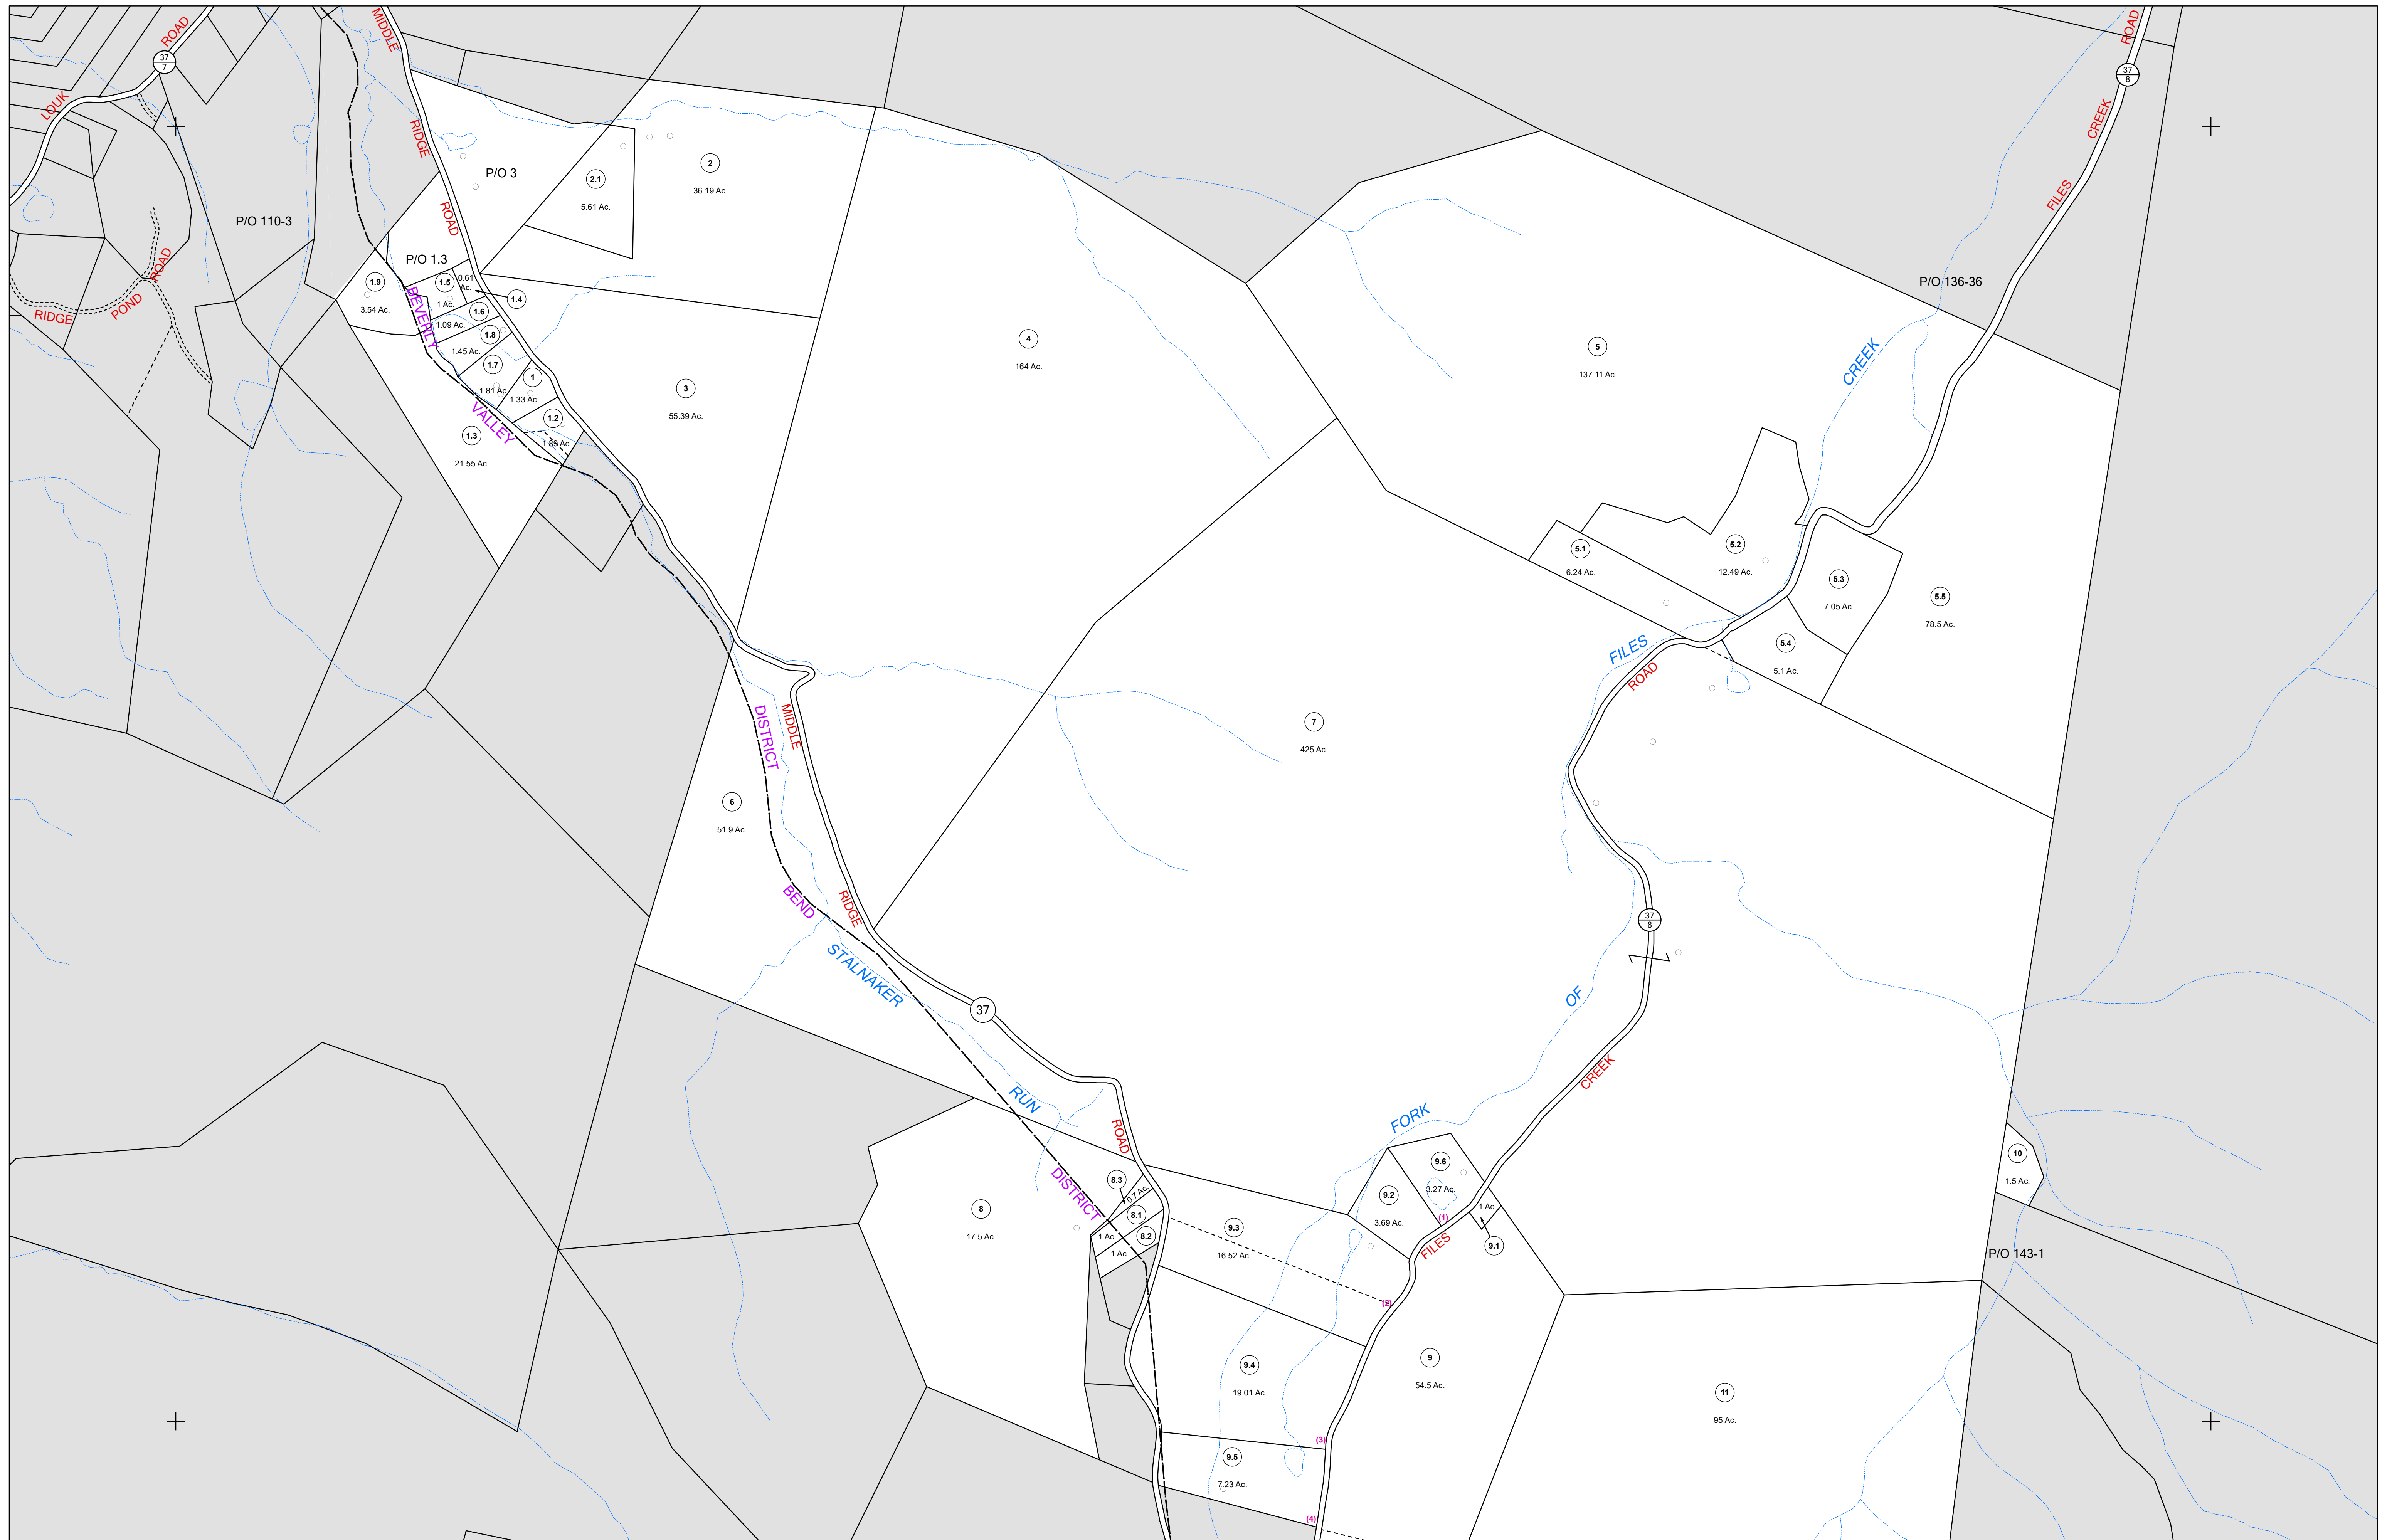 MIDDLE
ROAD
37
7
LOUK
ROAD
37
8
CREEK
FILES
RIDGE
P/O 3
2
36.19 Ac.
2.1
5.61 Ac.
P/O 110-3
ROAD
P/O 1.3
ROAD
POND
RIDGE
1.9
3.54 Ac.
1.5
1 Ac.
0.61
Ac.
1.4
1.6
1.09 Ac.
1.8
1.45 Ac.
1.7
1.81 Ac.
1
1.33 Ac.
1.2
1.89 Ac.
1.3
21.55 Ac.
BEVERLY
VALLEY
3
55.39 Ac.
4
164 Ac.
5
137.11 Ac.
P/O 136-36
CREEK
5.1
6.24 Ac.
5.2
12.49 Ac.
5.3
7.05 Ac.
5.5
78.5 Ac.
5.4
5.1 Ac.
FILES
ROAD
DISTRICT
MIDDLE
7
425 Ac.
6
51.9 Ac.
BEND
RIDGE
STALNAKER
37
8
37
OF
CREEK
RUN
FORK
ROAD
DISTRICT
8
17.5 Ac.
8.3
0.7 Ac.
8.1
1 Ac.
8.2
1 Ac.
9.3
16.52 Ac.
9.2
3.69 Ac.
9.6
3.27 Ac.
(1)
1 Ac.
9.1
FILES
10
1.5 Ac.
P/O 143-1
(2)
9.4
19.01 Ac.
9
54.5 Ac.
11
95 Ac.
(3)
9.5
7.23 Ac.
(4)